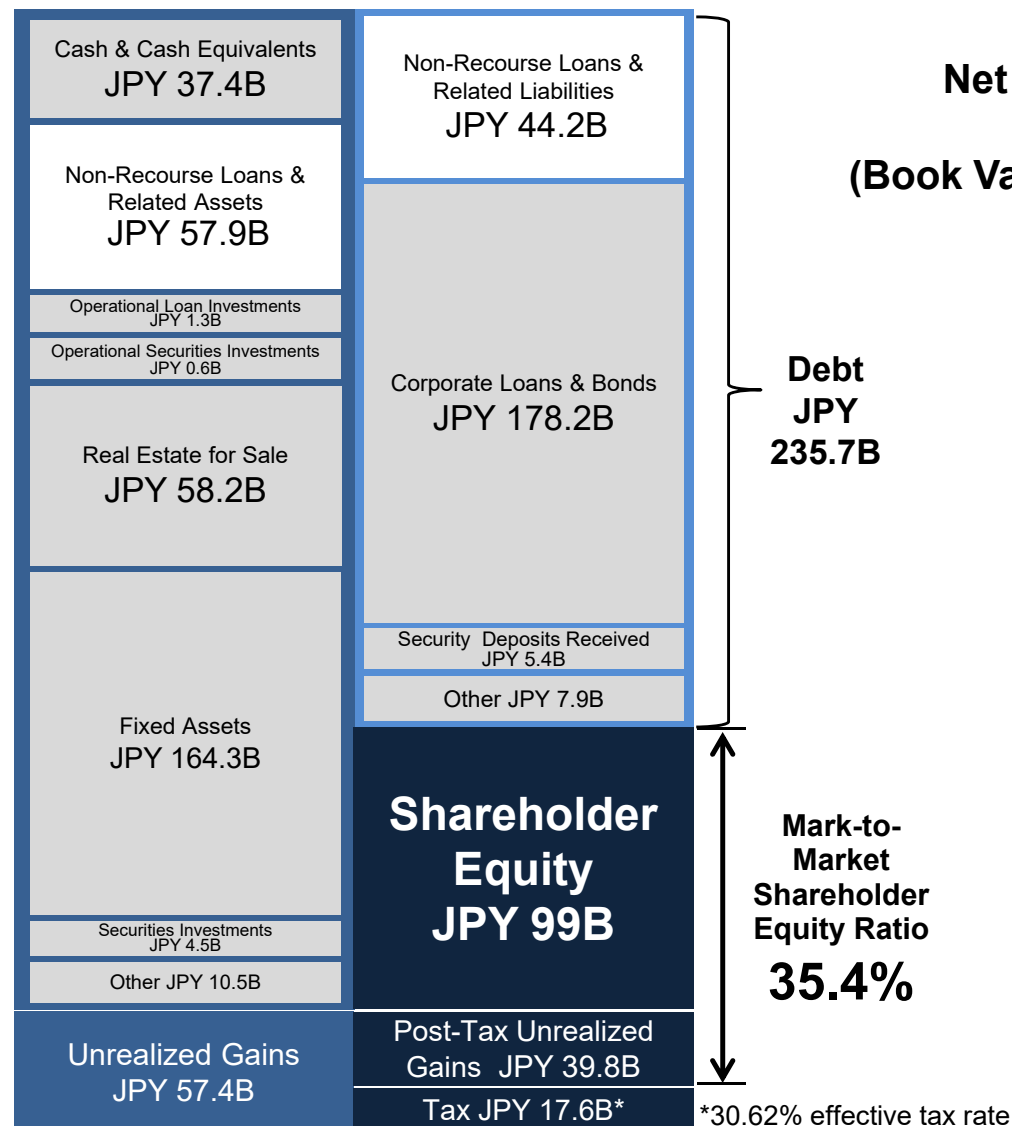 Cash & Cash Equivalents
JPY 37.4B
Non-Recourse Loans &
Related Assets
JPY 57.9B
Operational Loan Investments
JPY 1.3B
Operational Securities Investments
JPY 0.6B
Real Estate for Sale
JPY 58.2B
Fixed Assets
JPY 164.3B
Securities Investments
JPY 4.5B
Other JPY 10.5B
Unrealized Gains
JPY 57.4B
Non-Recourse Loans &
Related Liabilities
JPY 44.2B
Corporate Loans & Bonds
JPY 178.2B
Security Deposits Received
JPY 5.4B
Other JPY 7.9B
Shareholder
Equity
JPY 99B
Post-Tax Unrealized
Gains JPY 39.8B
Tax JPY 17.6B*
Net
(Book Va
Debt
JPY
235.7B
Mark-to-
Market
Shareholder
Equity Ratio
35.4%
*30.62% effective tax rate